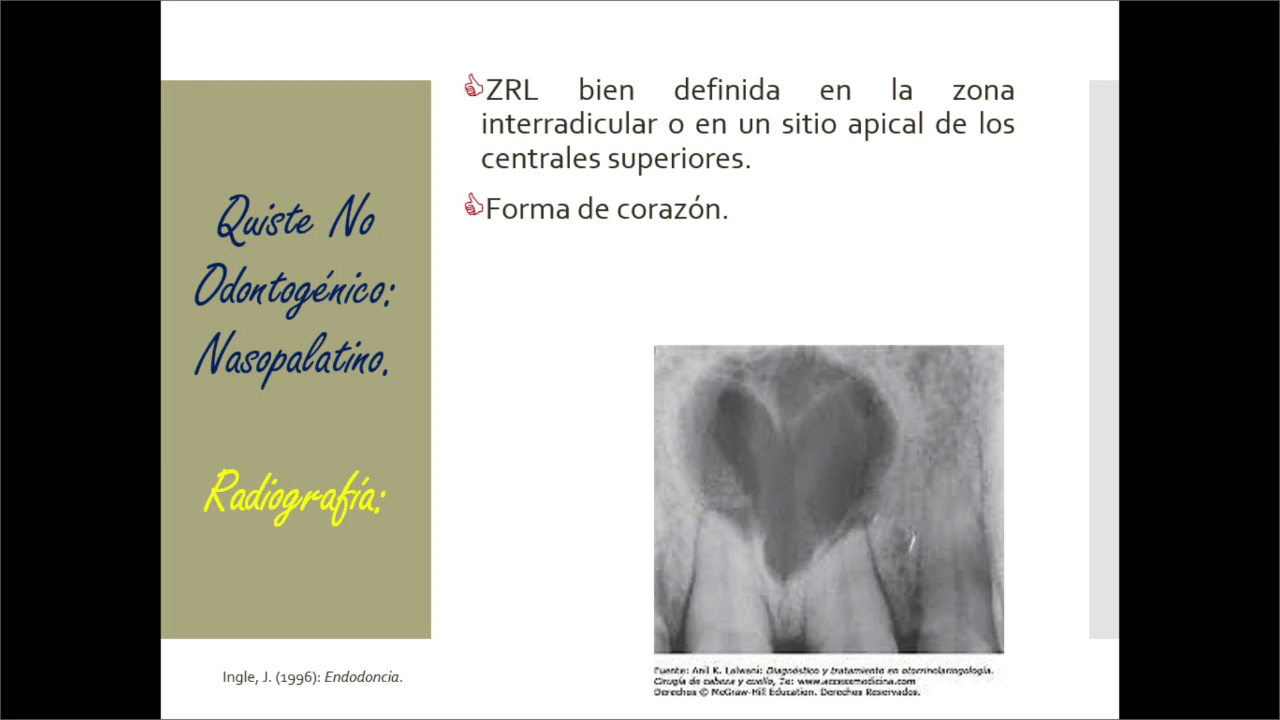 Quiste No
Odontogénico:
Nasopalatino.
Radiografía:
ZRL bien definida en la zona
interradicular o en un sitio apical de los
centrales superiores.
Forma de corazón.
Fuente: Anil K. Lalwani: Diagnóstico y tratamiento en otorrinolaringología.
Cirugía de cabeza y cuello, 2e: www.accessmedicina.com
Derechos © McGraw-Hill Education. Derechos Reservados.
Ingle, J. (1996): Endodoncia.